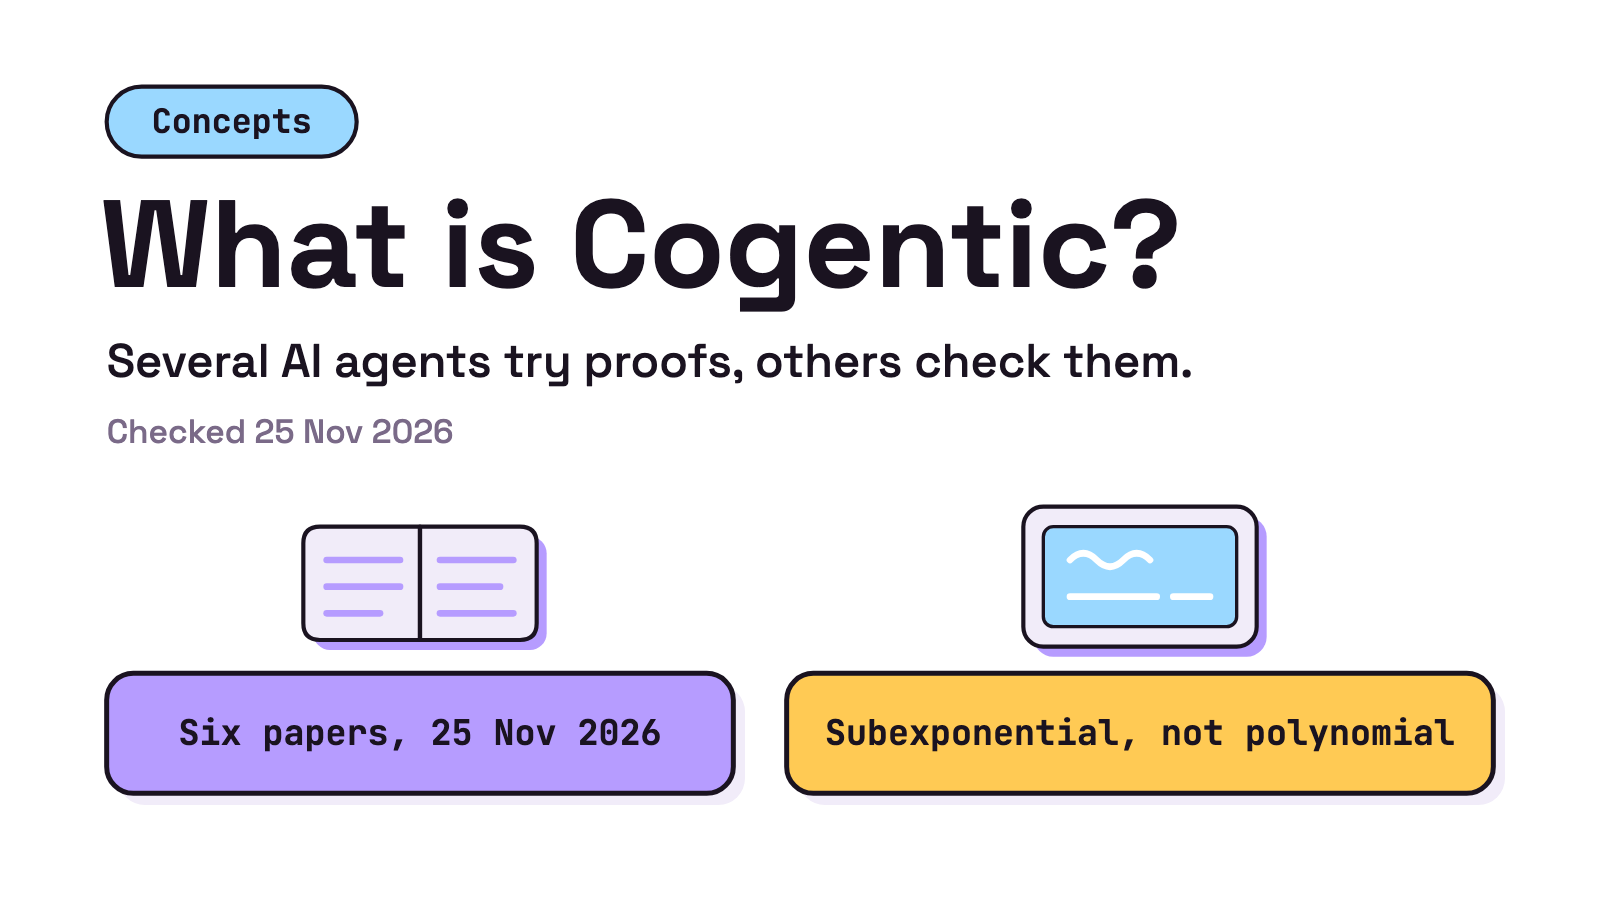 Concepts
What is Cogentic?
Several AI agents try proofs, others check them.
Checked 25 Nov 2026
Six papers, 25 Nov 2026
Subexponential, not polynomial